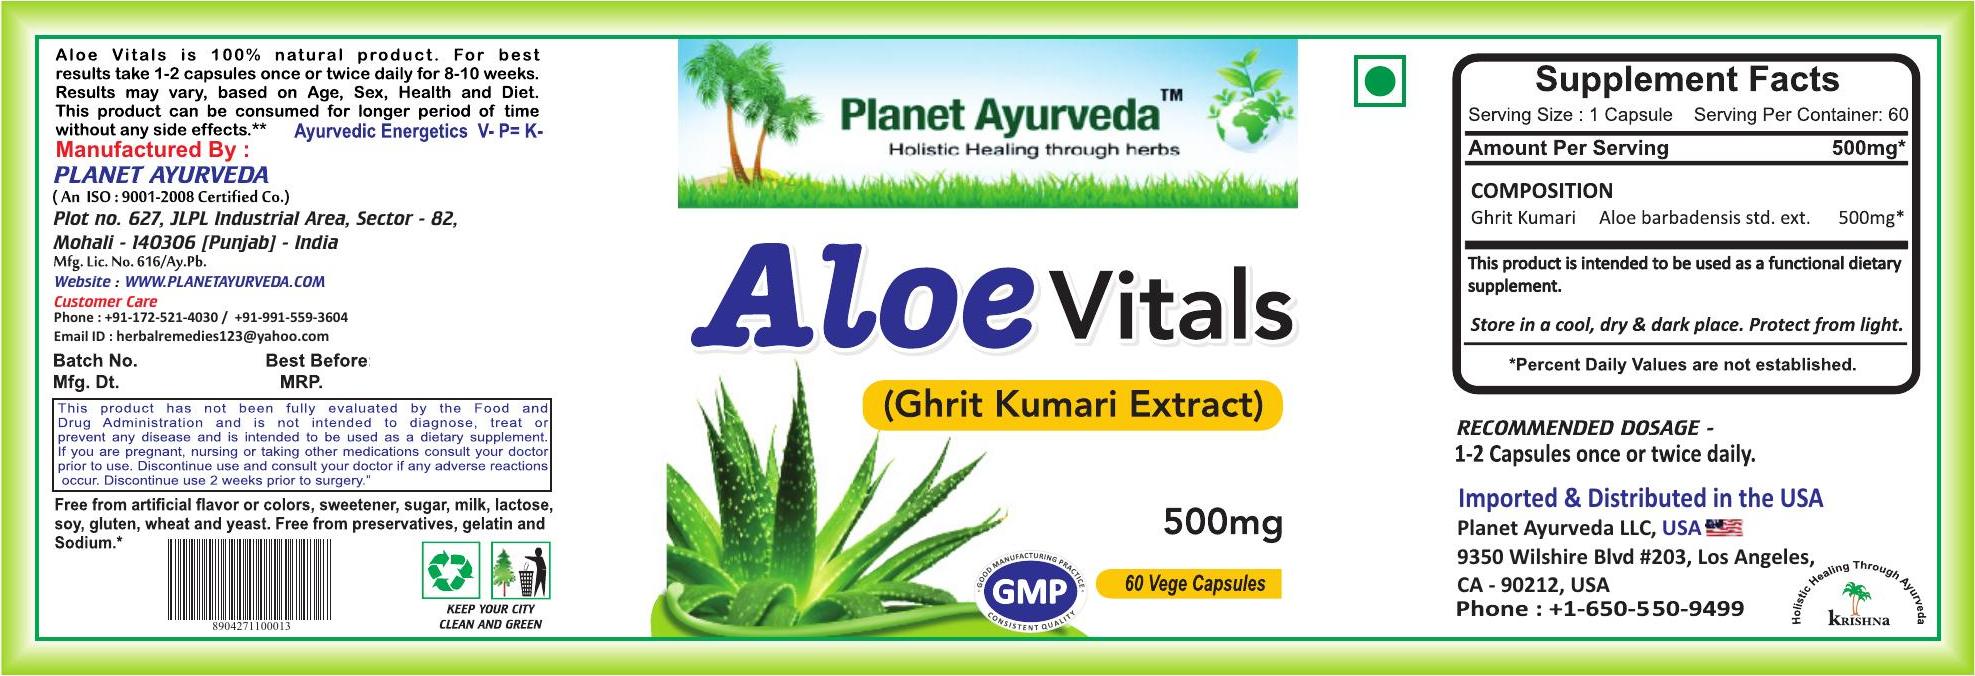 Aloe Vitals is 100% natural product. For best
results take 1-2 capsules once or twice daily for 8-10 weeks.
Results may vary, based on Age, Sex, Health and Diet.
This product can be consumed for longer period of time
without any side effects.** Ayurvedic Energetics V- P= K-
Manufactured By :
PLANET AYURVEDA
( An ISO : 9001-2008 Certified Co.)
Plot no. 627, JLPL Industrial Area, Sector - 82,
Mohali - 140306 [Punjab] - India
Mfg. Lic. No. 616/Ay.Pb.
Website : WWW.PLANETAYURVEDA.COM
Customer Care
Phone : +91-172-521-4030 / +91-991-559-3604
Email ID : herbalremedies123@yahoo.com
Batch No. Best Before:
Mfg. Dt. MRP.
This product has not been fully evaluated by the Food and
Drug Administration and is not intended to diagnose, treat or
prevent any disease and is intended to be used as a dietary supplement.
If you are pregnant, nursing or taking other medications consult your doctor
prior to use. Discontinue use and consult your doctor if any adverse reactions
occur. Discontinue use 2 weeks prior to surgery."
Free from artificial flavor or colors, sweetener, sugar, milk, lactose,
soy, gluten, wheat and yeast. Free from preservatives, gelatin and
Sodium.*
8904271100013
KEEP YOUR CITY
CLEAN AND GREEN
Planet Ayurveda™
Holistic Healing through herbs
Aloe Vitals
(Ghrit Kumari Extract)
500mg
GOOD MANUFACTURING PRACTICE
GMP
CONSISTENT QUALITY
60 Vege Capsules
Supplement Facts
Serving Size : 1 Capsule Serving Per Container: 60
Amount Per Serving 500mg*
COMPOSITION
Ghrit Kumari Aloe barbadensis std. ext. 500mg*
This product is intended to be used as a functional dietary
supplement.
Store in a cool, dry & dark place. Protect from light.
*Percent Daily Values are not established.
RECOMMENDED DOSAGE -
1-2 Capsules once or twice daily.
Imported & Distributed in the USA
Planet Ayurveda LLC, USA
9350 Wilshire Blvd #203, Los Angeles,
CA - 90212, USA
Phone : +1-650-550-9499
Holistic Healing Through Ayurveda
KRISHNa